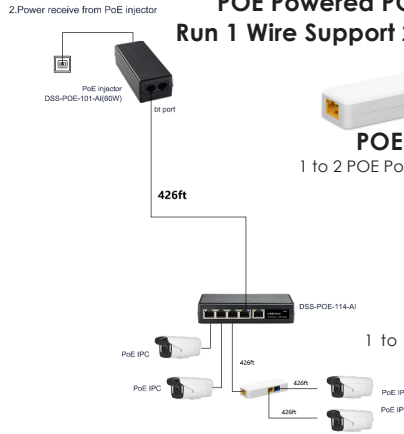 2.Power receive from PoE injector
POE Powered PO
Run 1 Wire Support 2
PoE injector
DSS-POE-101-AI(60W)
bt port
POE
1 to 2 POE Po
426ft
DSS-POE-114-AI
1 to
PoE IPC
426ft
PoE IPC
426ft
PoE IP
426ft
PoE IP